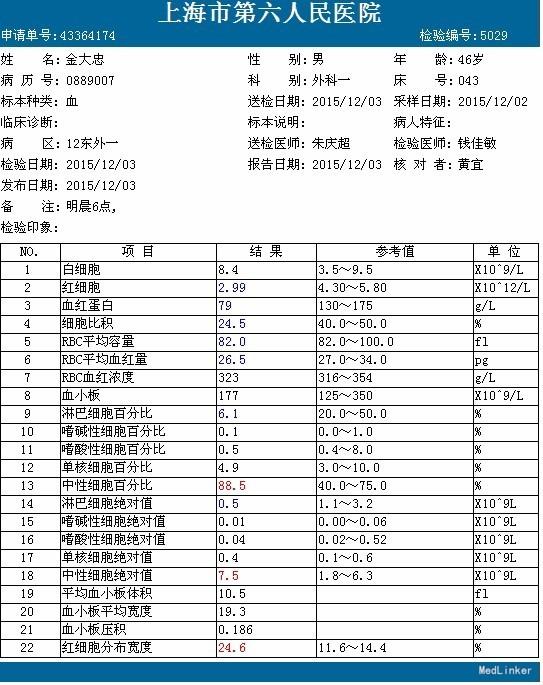 上海市第六人民医院
申请单号:43364174 检验编号:5029
姓 名:金大忠 性 别:男 年 龄:46岁
病 历 号:0889007 科 别:外科一 床 号:043
标本种类:血 送检日期:2015/12/03 采样日期:2015/12/02
临床诊断: 标本说明: 病人特征:
病 区:12东外一 送检医师:朱庆超 检验医师:钱佳敏
检验日期:2015/12/03 报告日期:2015/12/03 核 对 者:黄宜
发布日期:2015/12/03
备 注:明晨6点,
检验印象:
NO. 项 目 结 果 参考值 单 位
1 白细胞 8.4 3.5～9.5 X10^9/L
2 红细胞 2.99 4.30～5.80 X10^12/L
3 血红蛋白 79 130～175 g/L
4 细胞比积 24.5 40.0～50.0 %
5 RBC平均容量 82.0 82.0～100.0 fl
6 RBC平均血红量 26.5 27.0～34.0 pg
7 RBC血红浓度 323 316～354 g/L
8 血小板 177 125～350 X10^9/L
9 淋巴细胞百分比 6.1 20.0～50.0 %
10 嗜碱性细胞百分比 0.1 0.0～1.0 %
11 嗜酸性细胞百分比 0.5 0.4～8.0 %
12 单核细胞百分比 4.9 3.0～10.0 %
13 中性细胞百分比 88.5 40.0～75.0 %
14 淋巴细胞绝对值 0.5 1.1～3.2 X10^9L
15 嗜碱性细胞绝对值 0.01 0.00～0.06 X10^9L
16 嗜酸性细胞绝对值 0.04 0.02～0.52 X10^9L
17 单核细胞绝对值 0.4 0.1～0.6 X10^9L
18 中性细胞绝对值 7.5 1.8～6.3 X10^9L
19 平均血小板体积 10.5 fl
20 血小板平均宽度 19.3 %
21 血小板压积 0.186 %
22 红细胞分布宽度 24.6 11.6～14.4 %
MedLinker